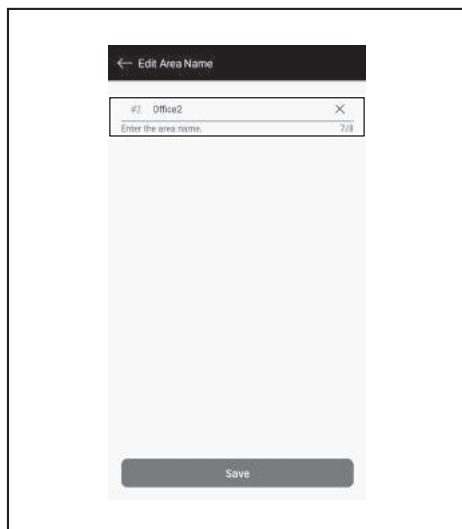 ← Edit Area Name
#2 Office2 ×
Enter the area name. 7/8
Save